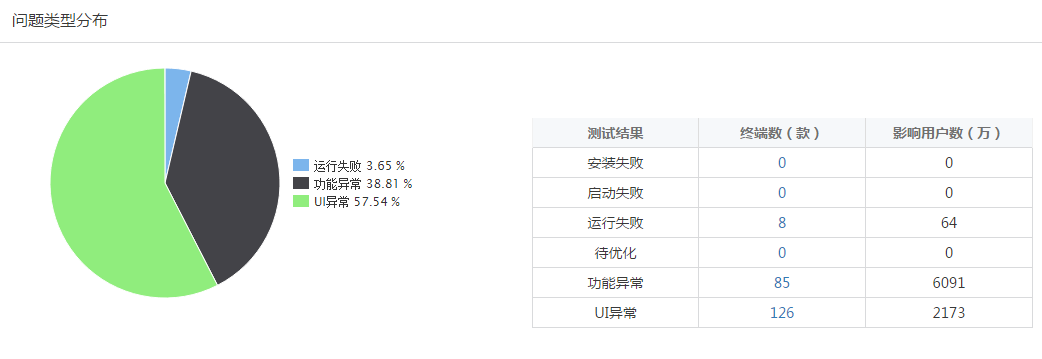 问题类型分布
运行失败 3.65 %
功能异常 38.81 %
UI异常 57.54 %
测试结果 终端数（款） 影响用户数（万）
安装失败 0 0
启动失败 0 0
运行失败 8 64
待优化 0 0
功能异常 85 6091
UI异常 126 2173